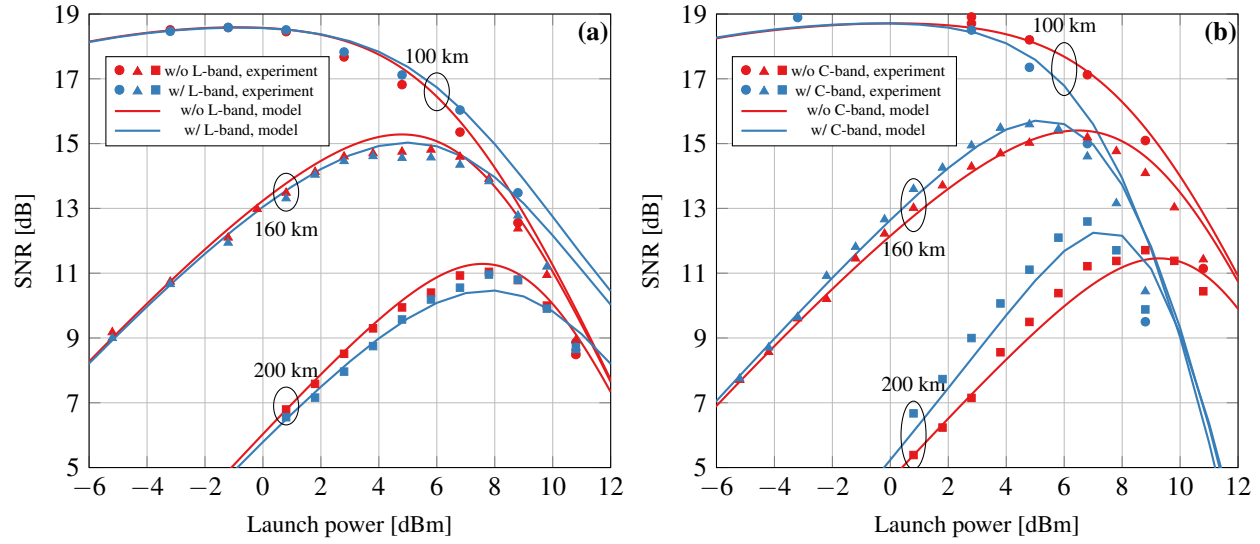 19
17
15
13
11
9
7
5
−6
−4
−2
0
2
4
6
8
10
12
SNR [dB]
Launch power [dBm]
(a)
100 km
w/o L-band, experiment
w/ L-band, experiment
w/o L-band, model
w/ L-band, model
160 km
200 km
19
17
15
13
11
9
7
5
−6
−4
−2
0
2
4
6
8
10
12
SNR [dB]
Launch power [dBm]
(b)
100 km
w/o C-band, experiment
w/ C-band, experiment
w/o C-band, model
w/ C-band, model
160 km
200 km